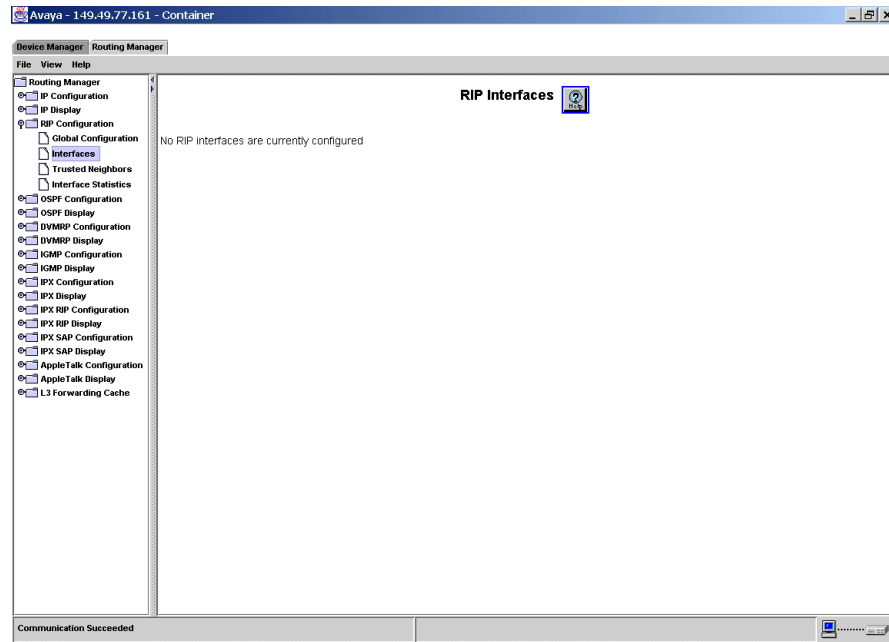 Avaya - 149.49.77.161 - Container
Device Manager Routing Manager
File View Help
Routing Manager
IP Configuration
IP Display
RIP Configuration
Global Configuration
Interfaces
Trusted Neighbors
Interface Statistics
OSPF Configuration
OSPF Display
DVMRP Configuration
DVMRP Display
IGMP Configuration
IGMP Display
IPX Configuration
IPX Display
IPX RIP Configuration
IPX RIP Display
IPX SAP Configuration
IPX SAP Display
AppleTalk Configuration
AppleTalk Display
L3 Forwarding Cache
RIP Interfaces
Help
No RIP interfaces are currently configured
Communication Succeeded